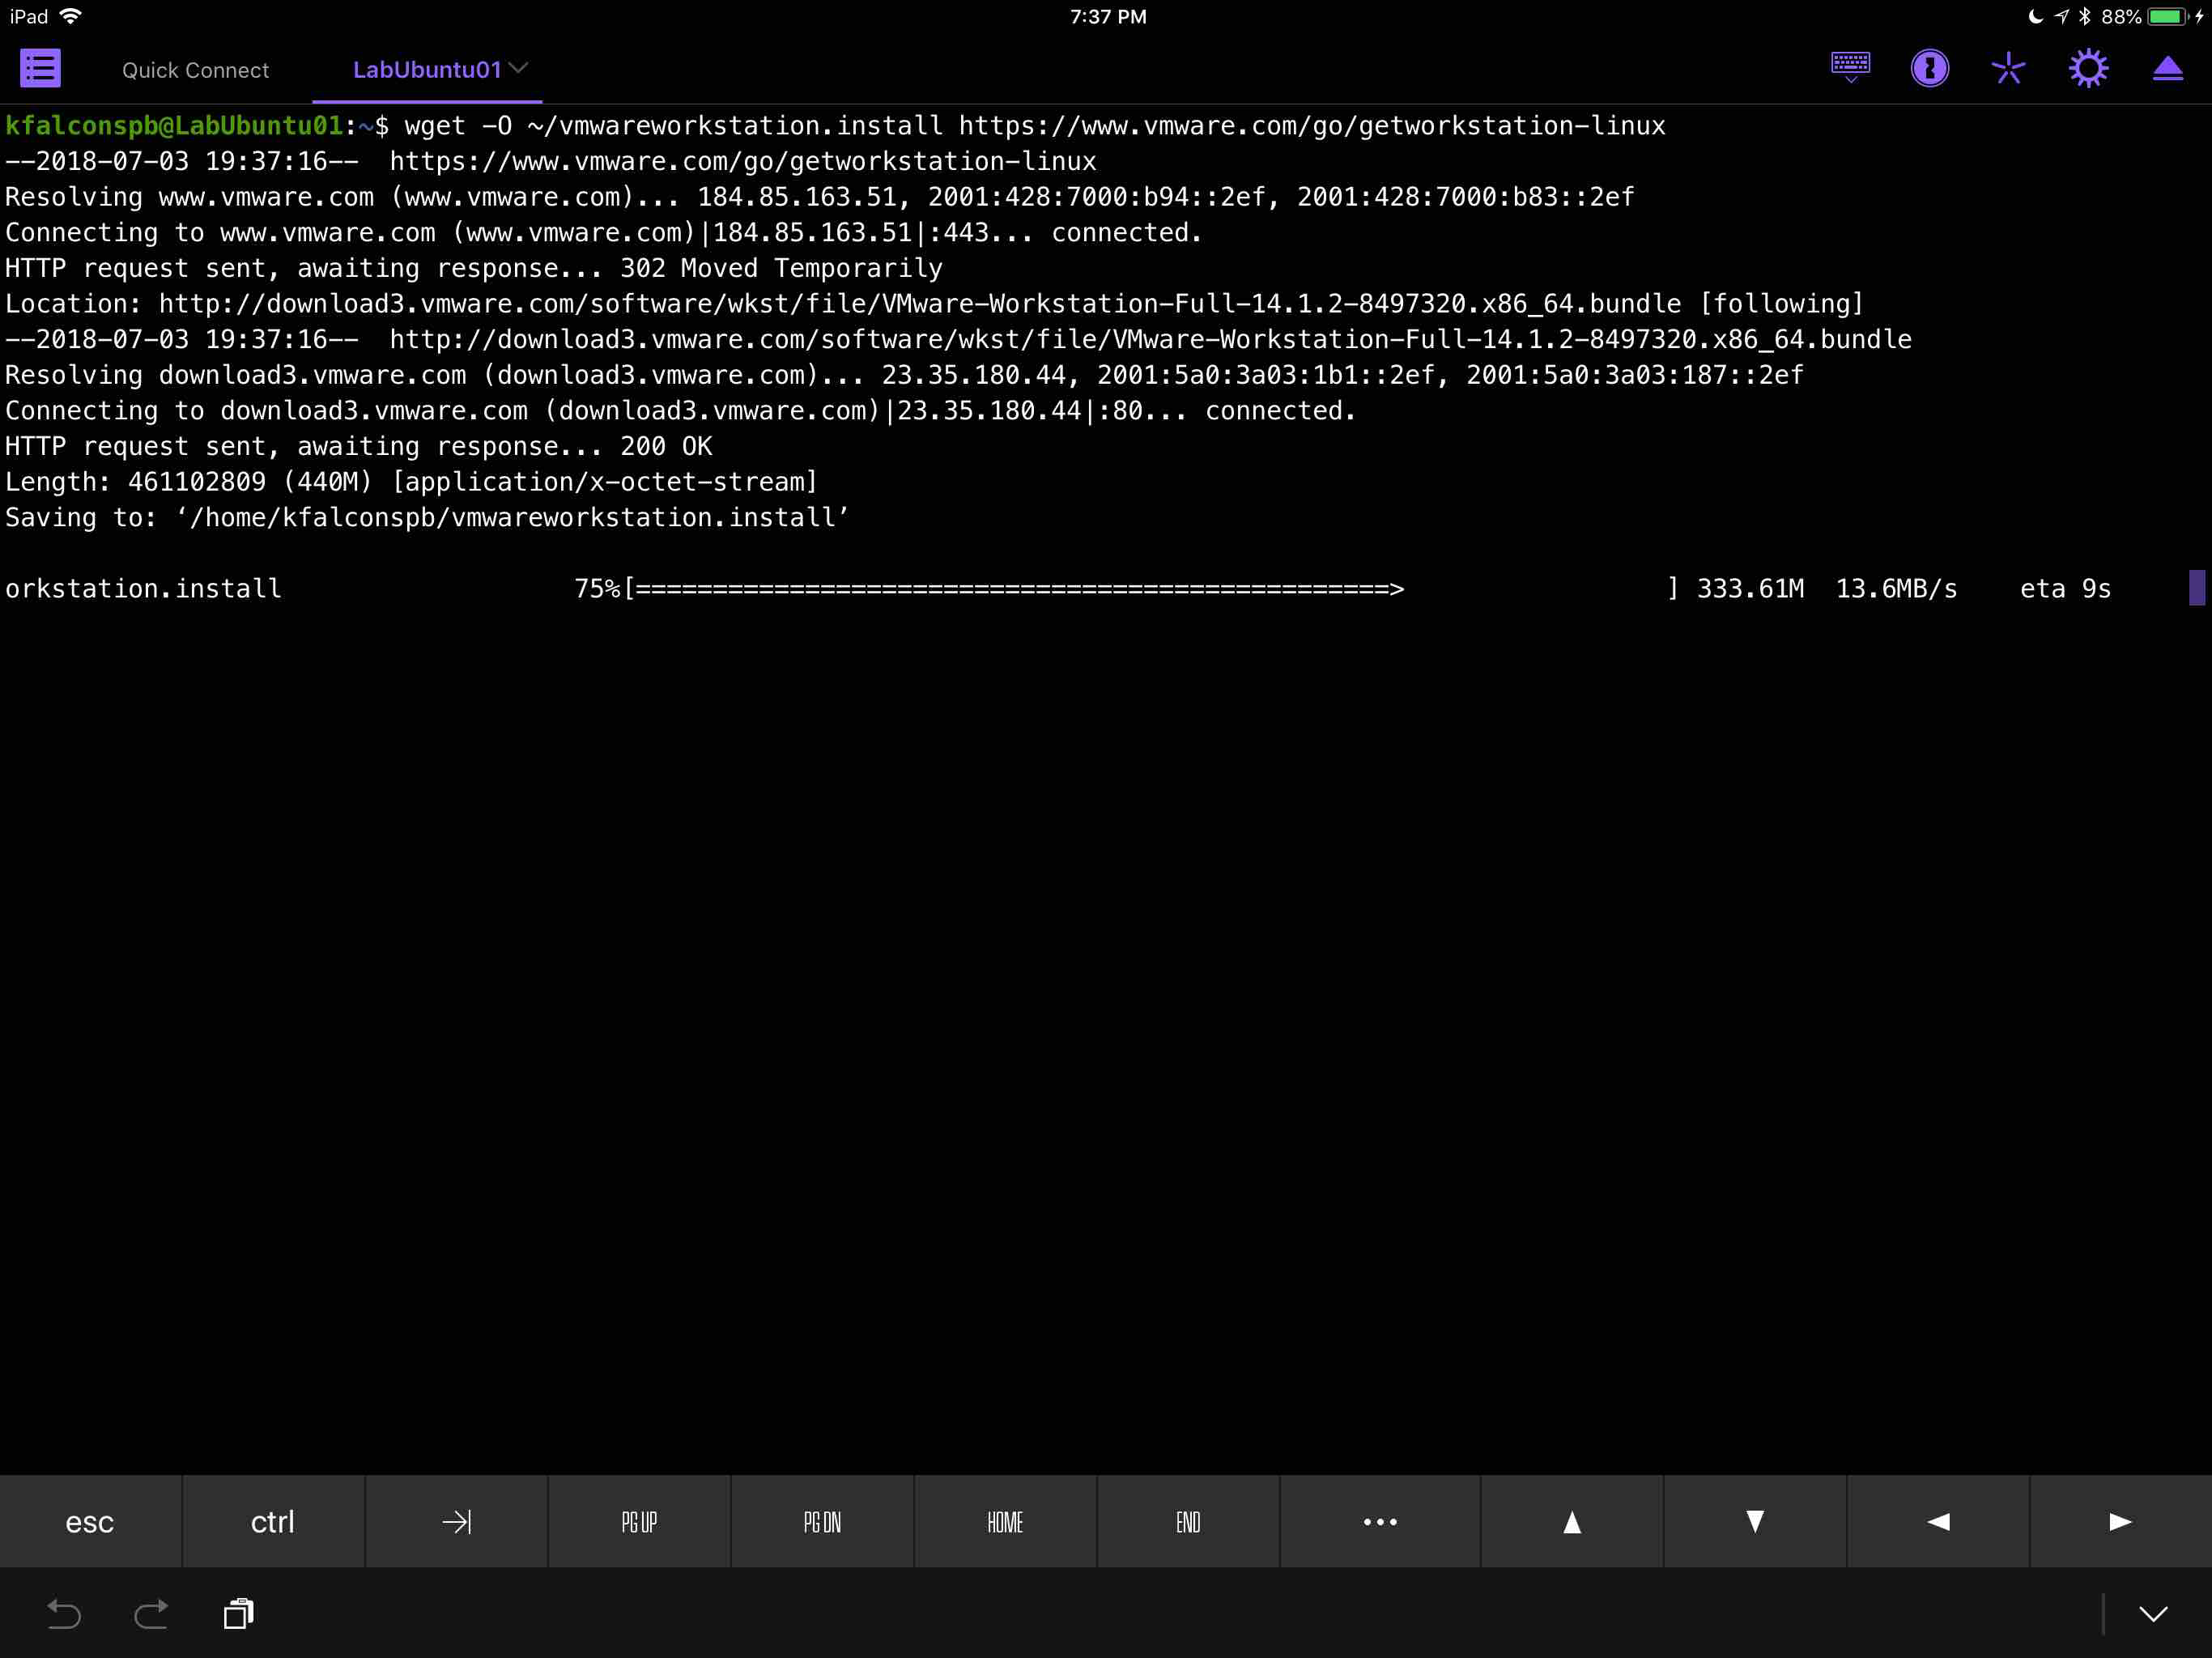 iPad 7:37 PM 88%
Quick Connect LabUbuntu01
kfalconspb@LabUbuntu01:~$ wget -O ~/vmwareworkstation.install https://www.vmware.com/go/getworkstation-linux
--2018-07-03 19:37:16--  https://www.vmware.com/go/getworkstation-linux
Resolving www.vmware.com (www.vmware.com)... 184.85.163.51, 2001:428:7000:b94::2ef, 2001:428:7000:b83::2ef
Connecting to www.vmware.com (www.vmware.com)|184.85.163.51|:443... connected.
HTTP request sent, awaiting response... 302 Moved Temporarily
Location: http://download3.vmware.com/software/wkst/file/VMware-Workstation-Full-14.1.2-8497320.x86_64.bundle [following]
--2018-07-03 19:37:16--  http://download3.vmware.com/software/wkst/file/VMware-Workstation-Full-14.1.2-8497320.x86_64.bundle
Resolving download3.vmware.com (download3.vmware.com)... 23.35.180.44, 2001:5a0:3a03:1b1::2ef, 2001:5a0:3a03:187::2ef
Connecting to download3.vmware.com (download3.vmware.com)|23.35.180.44|:80... connected.
HTTP request sent, awaiting response... 200 OK
Length: 461102809 (440M) [application/x-octet-stream]
Saving to: ‘/home/kfalconspb/vmwareworkstation.install’
orkstation.install 75%[=================================================> ] 333.61M 13.6MB/s eta 9s
esc ctrl PG UP PG DN HOME END •••